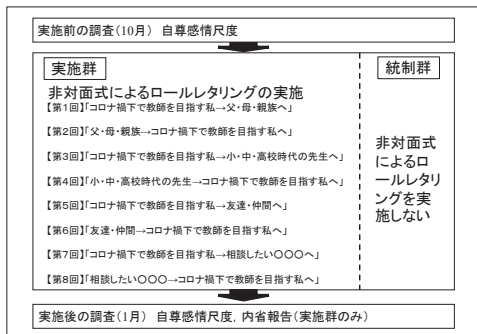 実施前の調査(10月) 自尊感情尺度
実施群
非対面式によるロールレタリングの実施
【第1回】「コロナ禍下で教師を目指す私→父・母・親族へ」
【第2回】「父・母・親族→コロナ禍下で教師を目指す私へ」
【第3回】「コロナ禍下で教師を目指す私→小・中・高校時代の先生へ」
【第4回】「小・中・高校時代の先生→コロナ禍下で教師を目指す私へ」
【第5回】「コロナ禍下で教師を目指す私→友達・仲間へ」
【第6回】「友達・仲間→コロナ禍下で教師を目指す私へ」
【第7回】「コロナ禍下で教師を目指す私→相談したい〇〇〇へ」
【第8回】「相談したい〇〇〇→コロナ禍下で教師を目指す私へ」
統制群
非対面式
によるロ
ールレタリ
ングを実
施しない
実施後の調査(1月) 自尊感情尺度, 内省報告(実施群のみ)